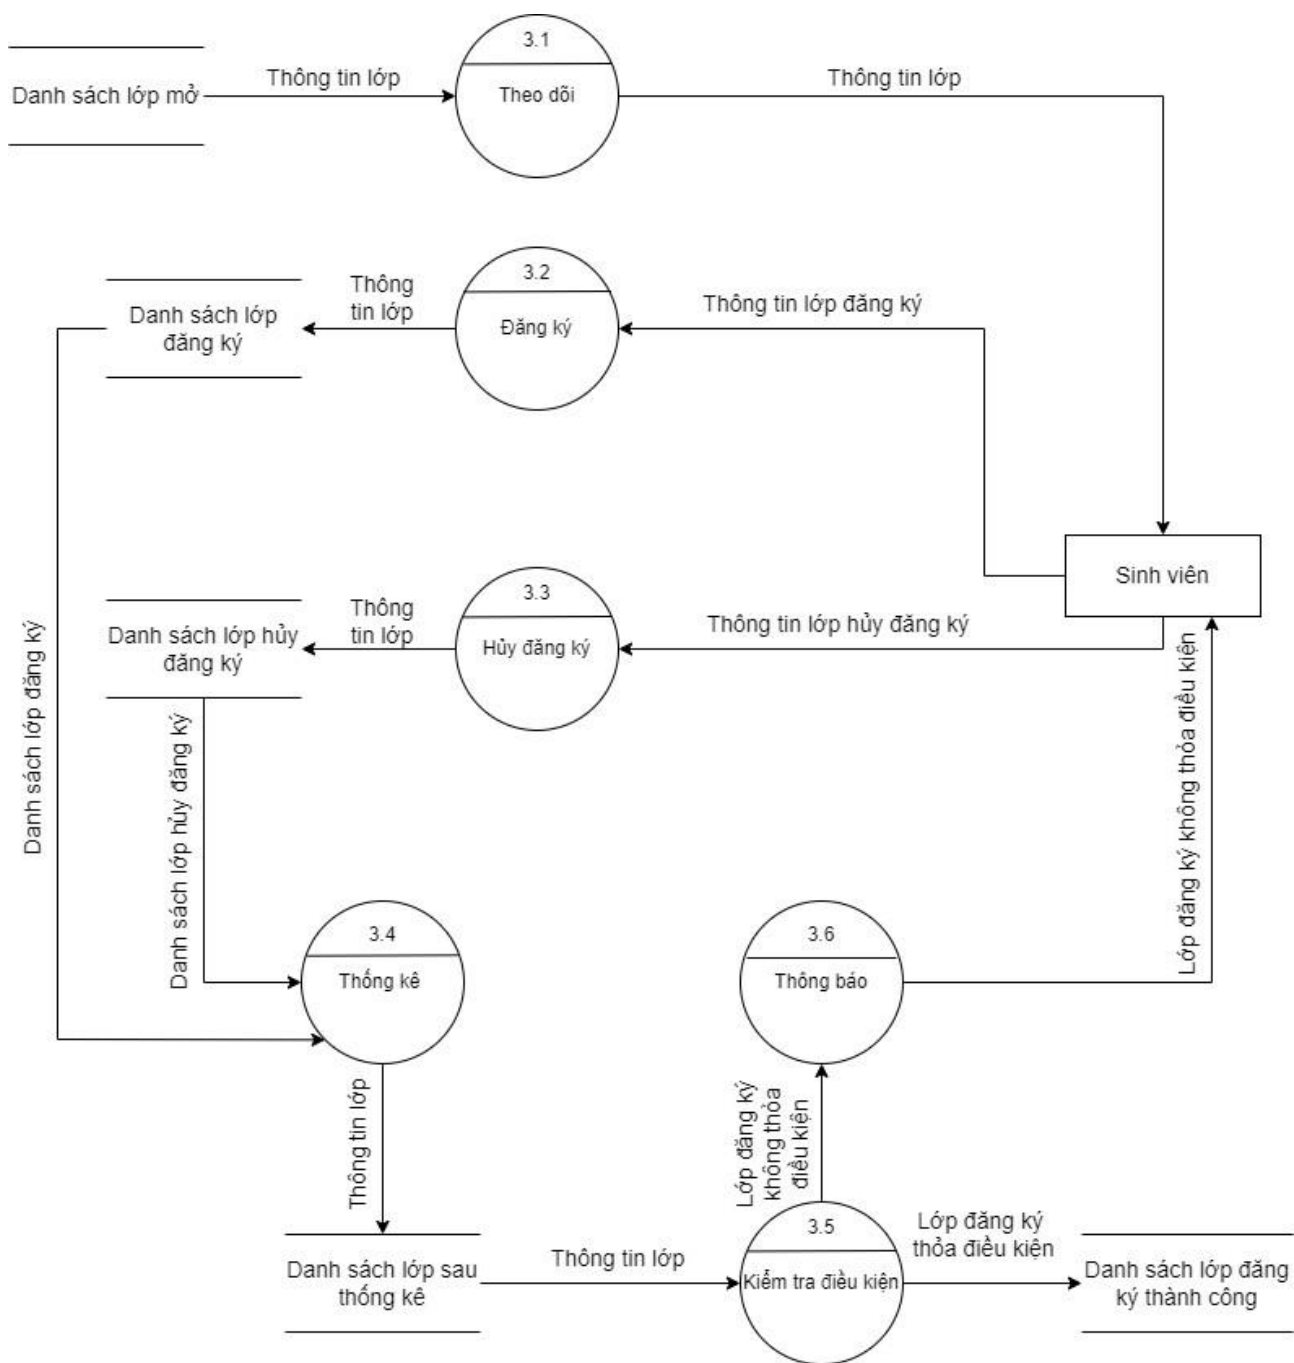 3.1
Danh sách lớp mở
Thông tin lớp
Theo dõi
Thông tin lớp
3.2
Danh sách lớp
đăng ký
Thông
tin lớp
Đăng ký
Thông tin lớp đăng ký
Sinh viên
3.3
Danh sách lớp hủy
đăng ký
Thông
tin lớp
Hủy đăng ký
Thông tin lớp hủy đăng ký
Danh sách lớp đăng ký
Danh sách lớp hủy đăng ký
Lớp đăng ký không thỏa điều kiện
3.4
Thống kê
3.6
Thông báo
Thông tin lớp
Lớp đăng ký
không thỏa
điều kiện
3.5
Danh sách lớp sau
thống kê
Thông tin lớp
Kiểm tra điều kiện
Lớp đăng ký
thỏa điều kiện
Danh sách lớp đăng
ký thành công